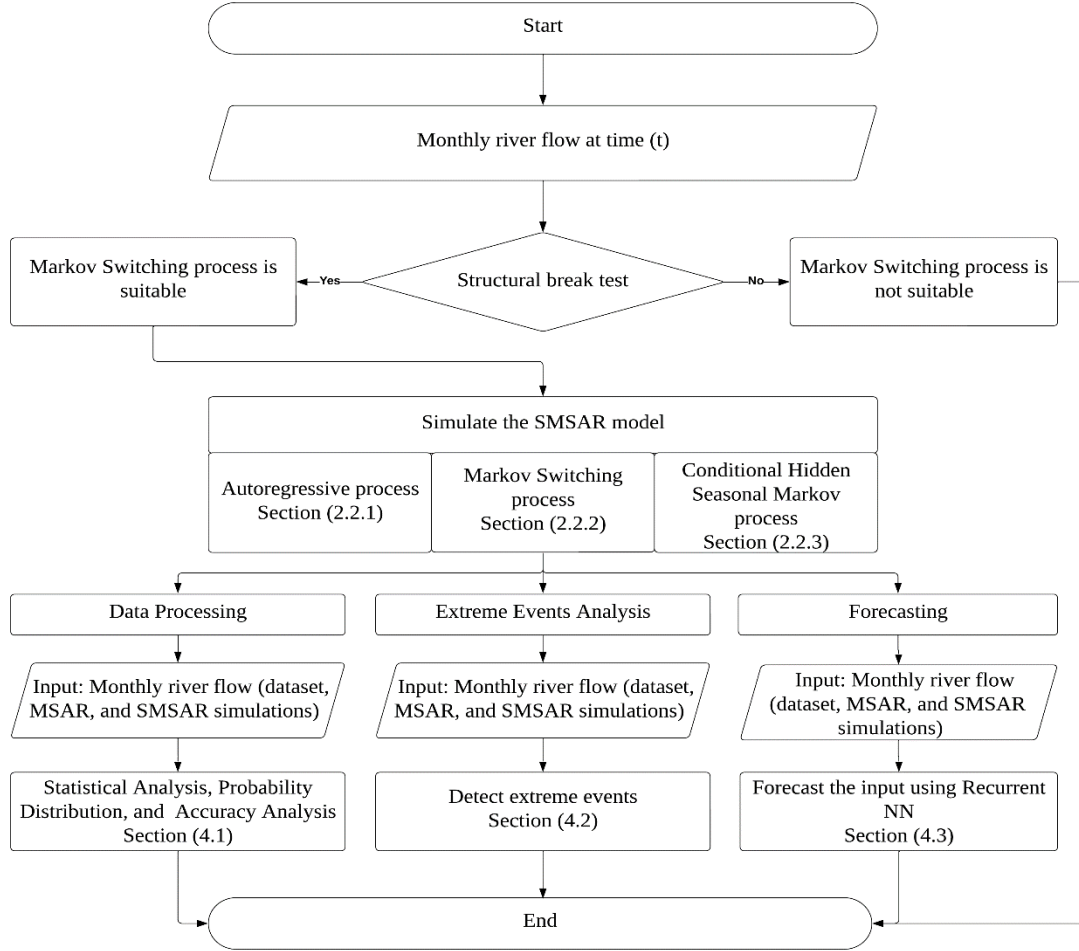 Start
Monthly river flow at time (t)
Markov Switching process is
suitable
Yes
Structural break test
No
Markov Switching process is
not suitable
Simulate the SMSAR model
Autoregressive process
Section (2.2.1)
Markov Switching
process
Section (2.2.2)
Conditional Hidden
Seasonal Markov
process
Section (2.2.3)
Data Processing
Extreme Events Analysis
Forecasting
Input: Monthly river flow (dataset,
MSAR, and SMSAR simulations)
Input: Monthly river flow (dataset,
MSAR, and SMSAR simulations)
Input: Monthly river flow
(dataset, MSAR, and SMSAR
simulations)
Statistical Analysis, Probability
Distribution, and Accuracy Analysis
Section (4.1)
Detect extreme events
Section (4.2)
Forecast the input using Recurrent
NN
Section (4.3)
End